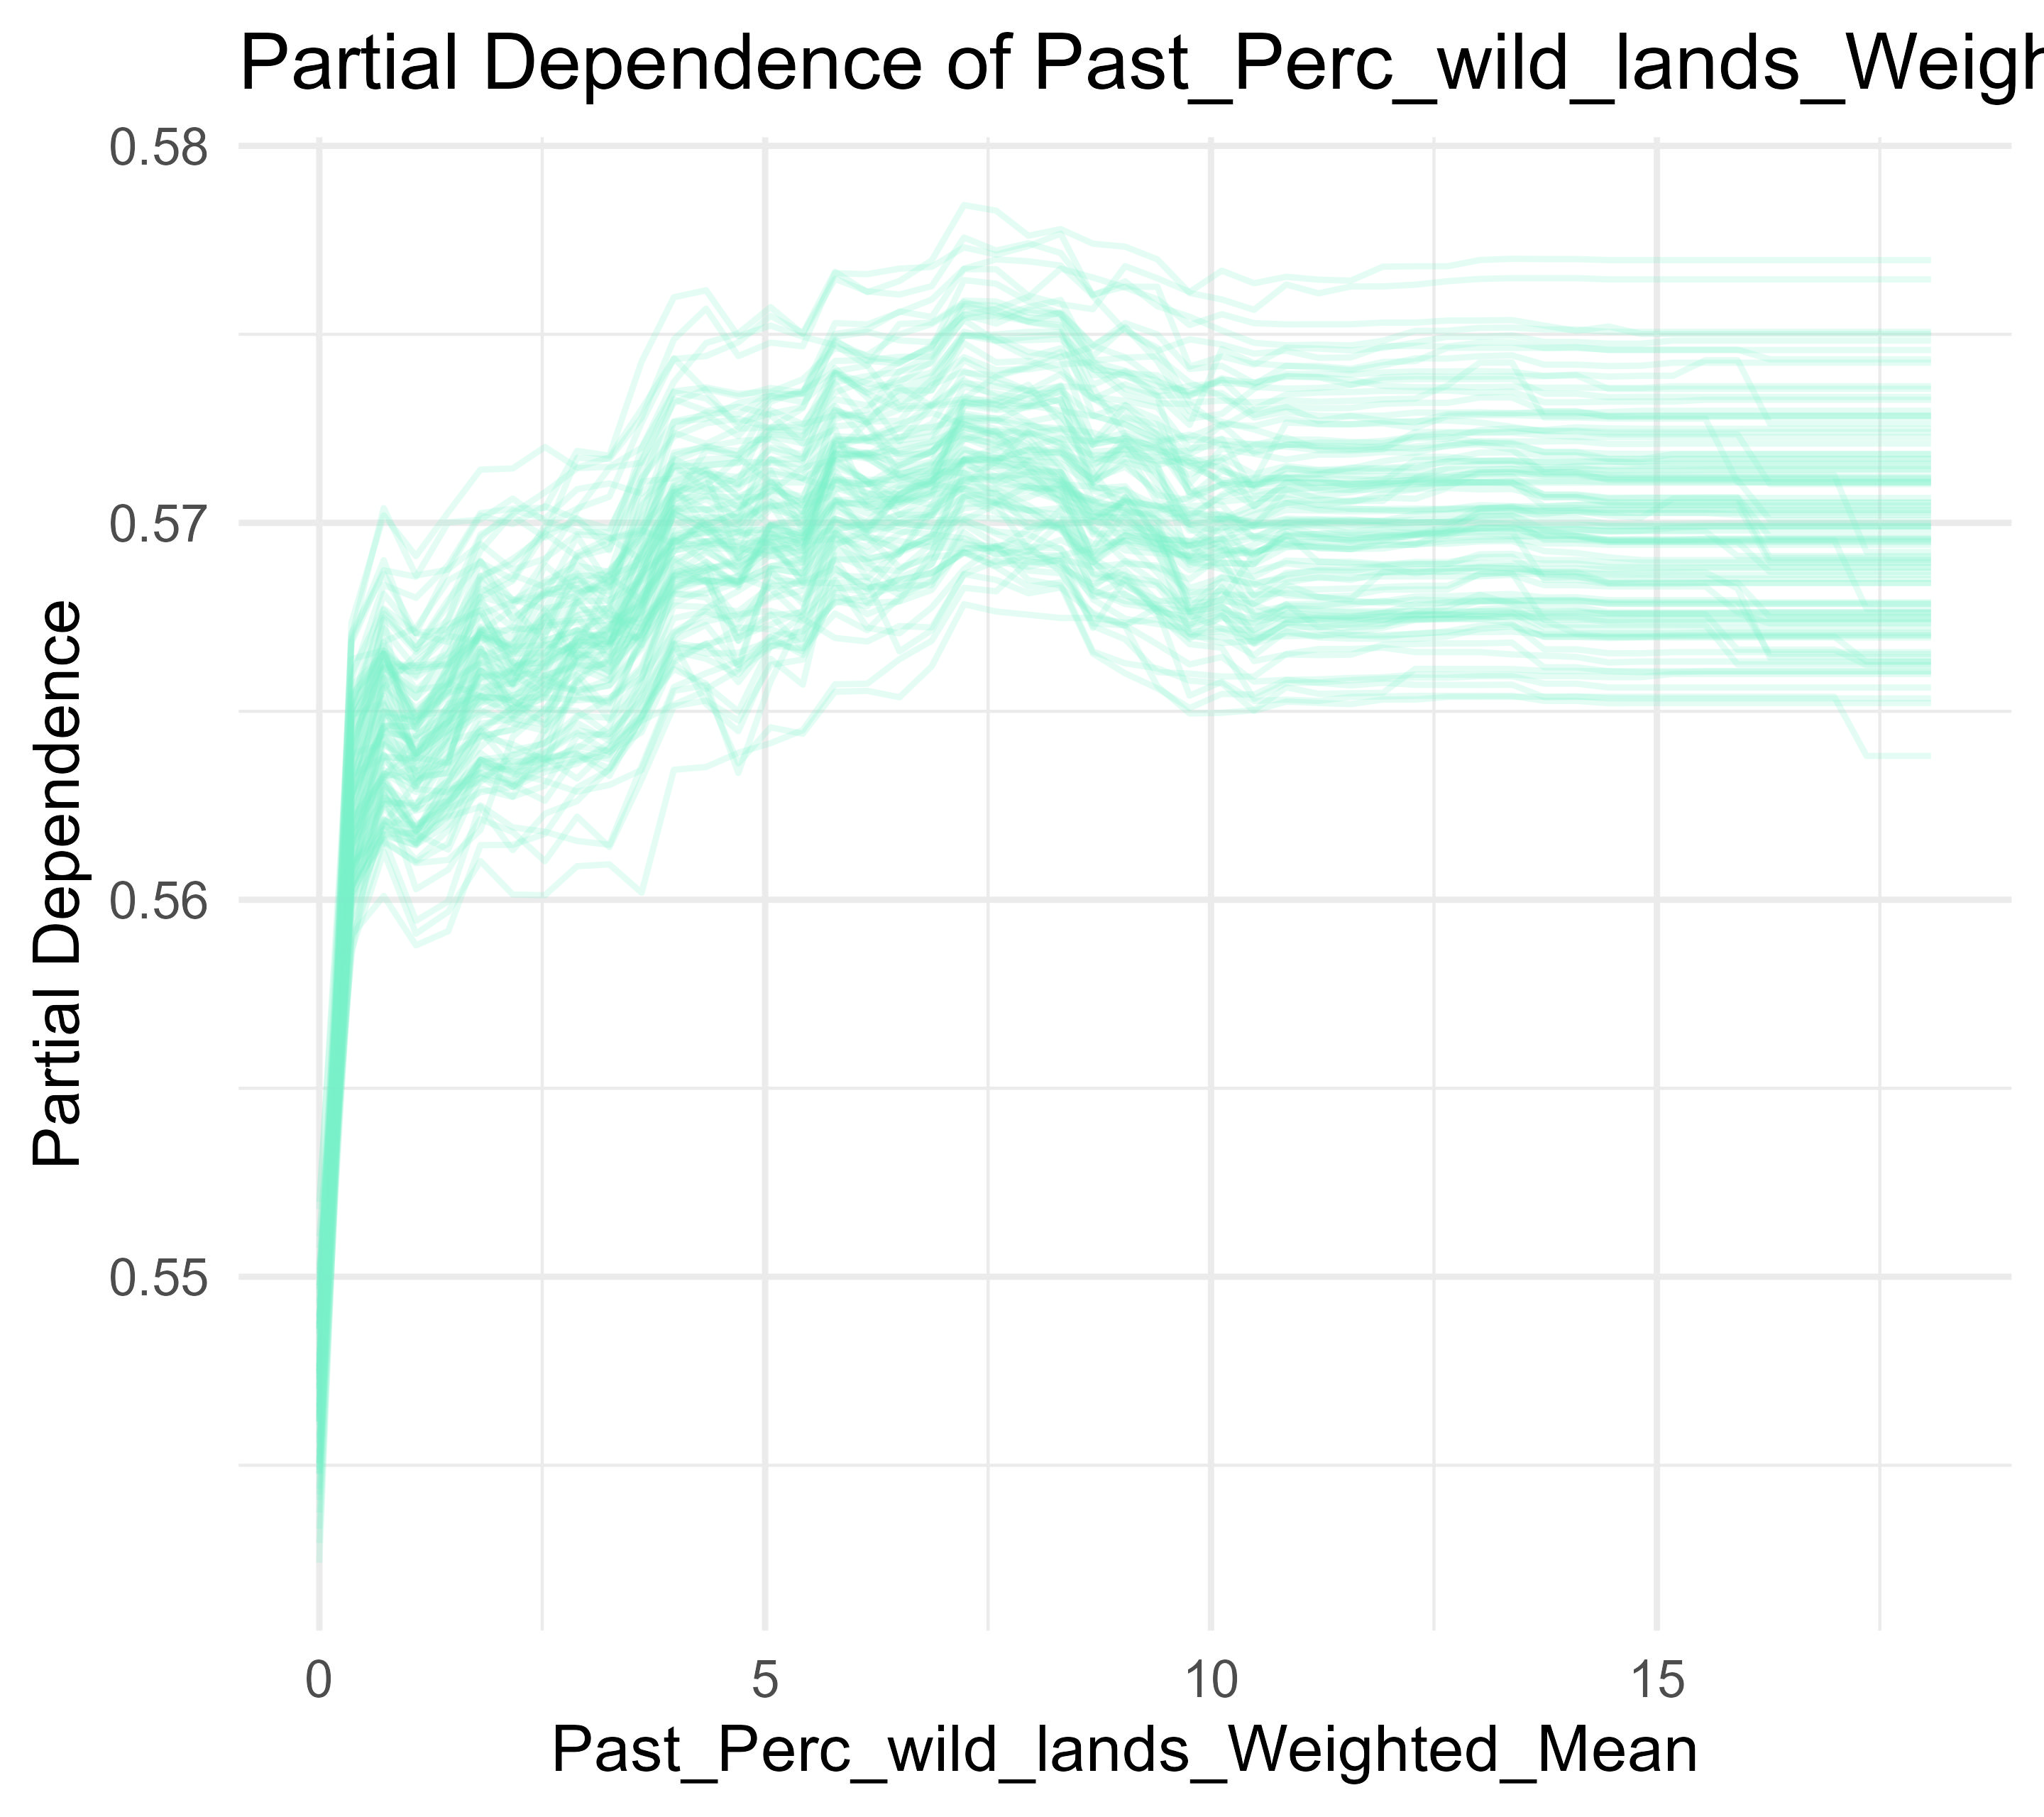 Partial Dependence of Past_Perc_wild_lands_Weigh
0.58
0.57
0.56
0.55
Partial Dependence
0 5 10 15
Past_Perc_wild_lands_Weighted_Mean